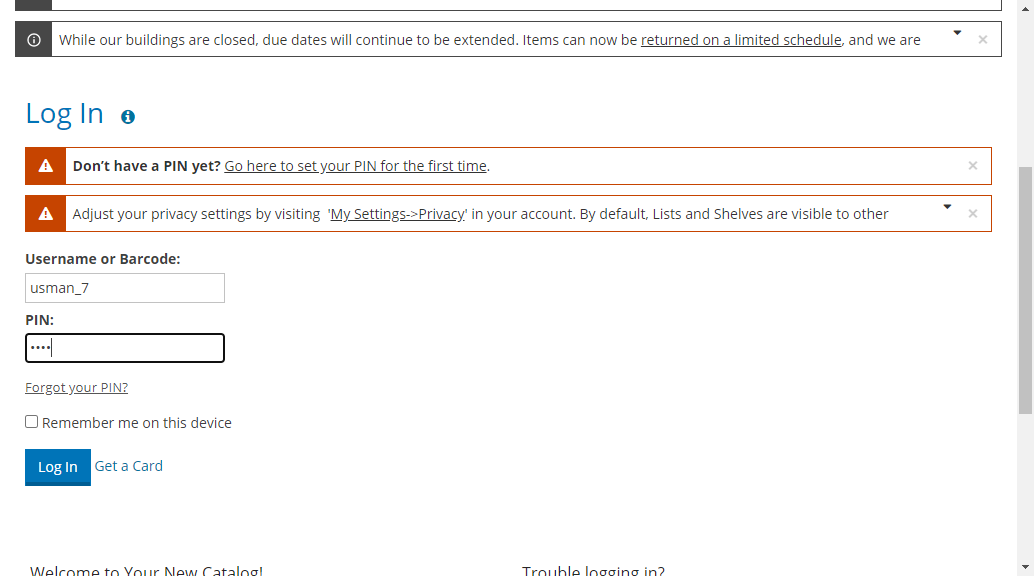 While our buildings are closed, due dates will continue to be extended. Items can now be returned on a limited schedule, and we are
Log In
Don’t have a PIN yet? Go here to set your PIN for the first time.
Adjust your privacy settings by visiting 'My Settings->Privacy' in your account. By default, Lists and Shelves are visible to other
Username or Barcode:
usman_7
PIN:
••••
Forgot your PIN?
Remember me on this device
Log In Get a Card
Welcome to Your New Catalog! Trouble logging in?